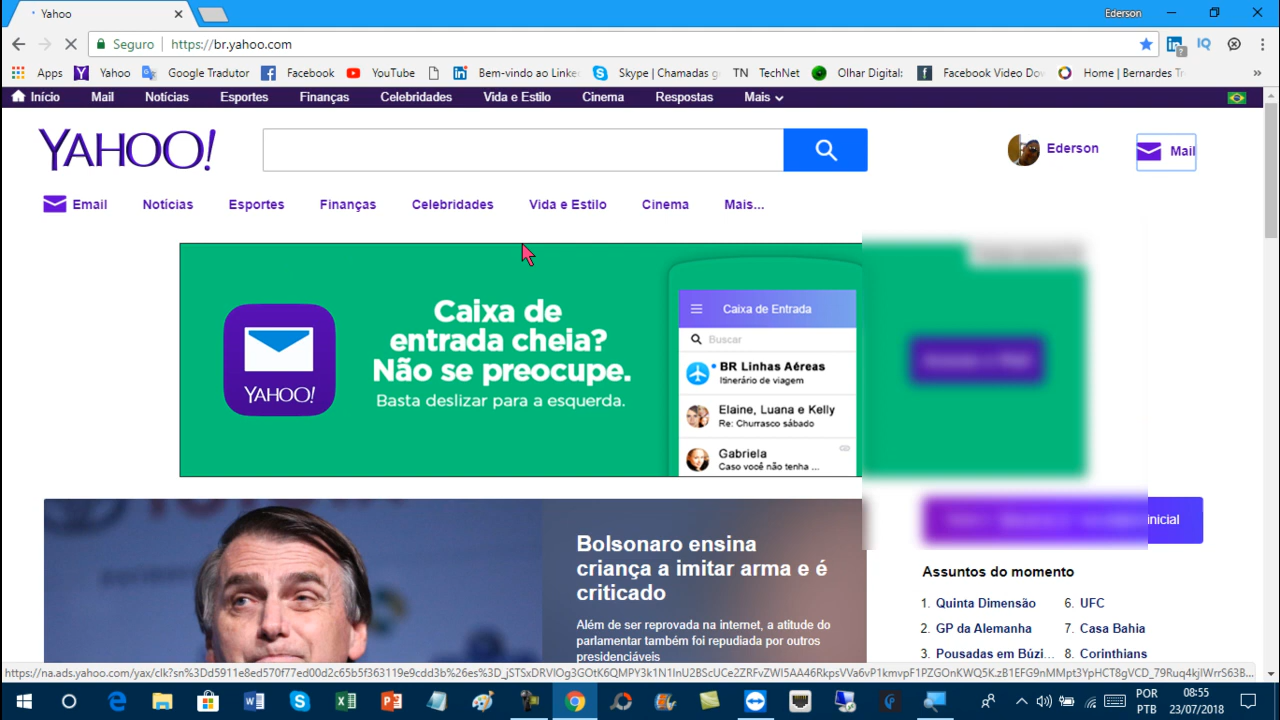 Yahoo
Ederson
Seguro
https://br.yahoo.com
Apps
Yahoo
Google Tradutor
Facebook
YouTube
Bem-vindo ao Linke
Skype | Chamadas g
TN TechNet
Olhar Digital:
Facebook Video Dow
Home | Bernardes Tr
Início Mail Notícias Esportes Finanças Celebridades Vida e Estilo Cinema Respostas Mais
YAHOO!
Ederson
Mail
Email Notícias Esportes Finanças Celebridades Vida e Estilo Cinema Mais...
Caixa de
entrada cheia?
Não se preocupe.
Basta deslizar para a esquerda.
YAHOO!
Caixa de Entrada
Buscar
BR Linhas Aéreas
Itinerário de viagem
Elaine, Luana e Kelly
Re: Churrasco sábado
Gabriela
Caso você não tenha ...
inicial
Bolsonaro ensina
criança a imitar arma e é
criticado
Além de ser reprovada na internet, a atitude do
parlamentar também foi repudiada por outros
presidenciáveis
Assuntos do momento
1. Quinta Dimensão
2. GP da Alemanha
3. Pousadas em Búzi...
6. UFC
7. Casa Bahia
8. Corinthians
POR
PTB
08:55
23/07/2018